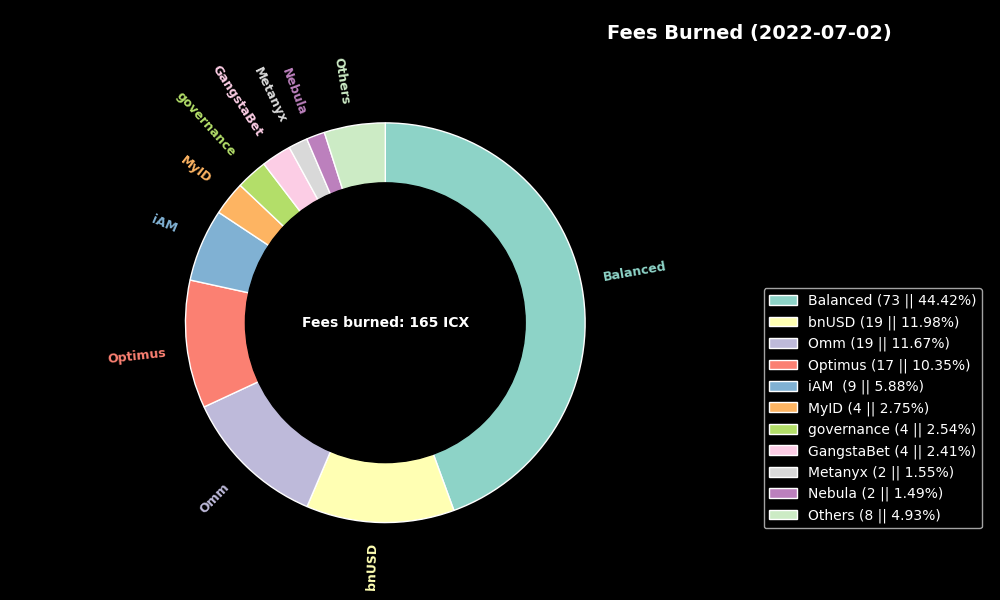 Fees Burned (2022-07-02)
Others
Nebula
Metanyx
GangstaBet
governance
MyID
iAM
Optimus
Omm
bnUSD
Balanced
Fees burned: 165 ICX
Balanced (73 || 44.42%)
bnUSD (19 || 11.98%)
Omm (19 || 11.67%)
Optimus (17 || 10.35%)
iAM  (9 || 5.88%)
MyID (4 || 2.75%)
governance (4 || 2.54%)
GangstaBet (4 || 2.41%)
Metanyx (2 || 1.55%)
Nebula (2 || 1.49%)
Others (8 || 4.93%)